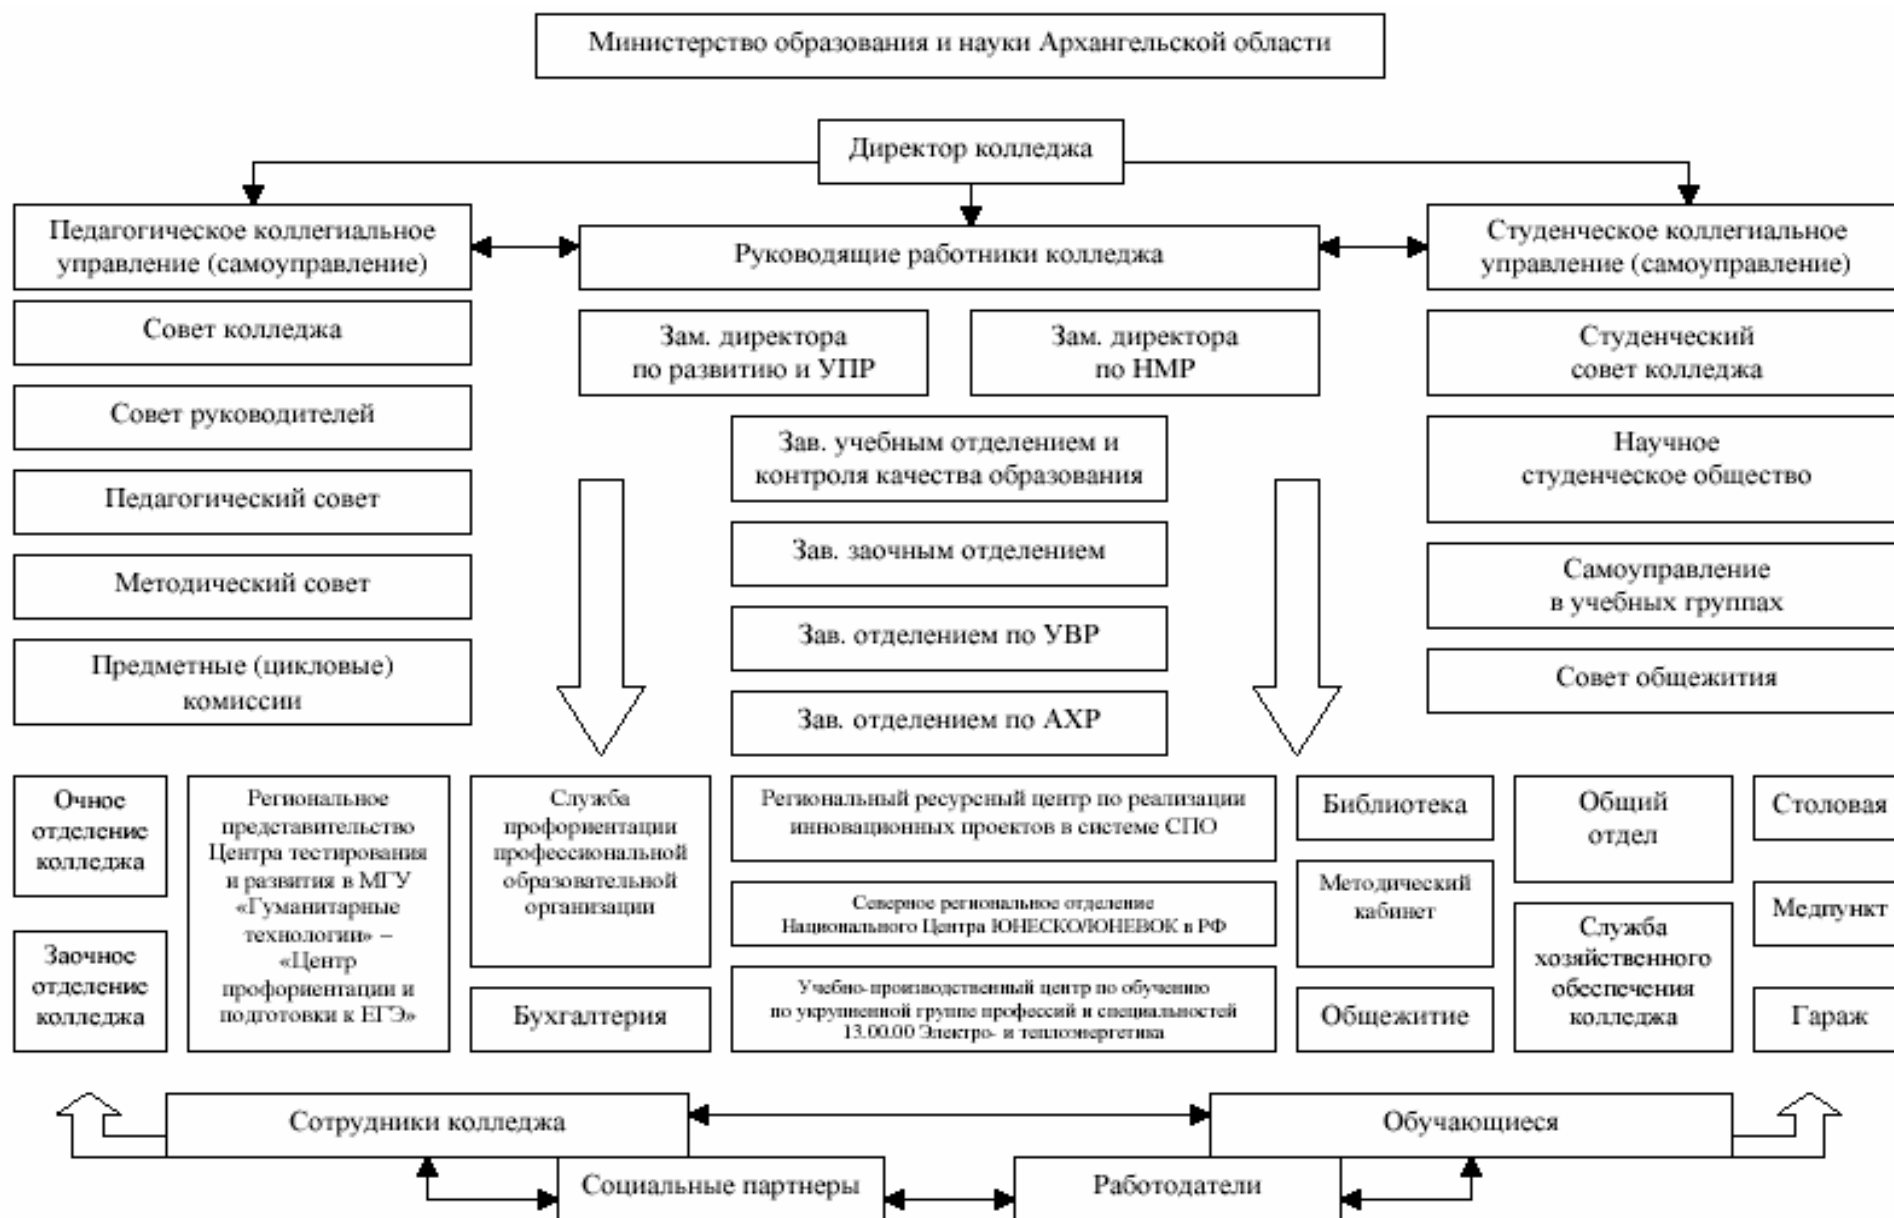 Министерство образования и науки Архангельской области
Директор колледжа
Педагогическое коллегиальное
управление (самоуправление)
Руководящие работники колледжа
Студенческое коллегиальное
управление (самоуправление)
Совет колледжа
Совет руководителей
Педагогический совет
Методический совет
Предметные (цикловые)
комиссии
Зам. директора
по развитию и УПР
Зам. директора
по НМР
Зав. учебным отделением и
контроля качества образования
Зав. заочным отделением
Зав. отделением по УВР
Зав. отделением по АХР
Студенческий
совет колледжа
Научное
студенческое общество
Самоуправление
в учебных группах
Совет общежития
Очное
отделение
колледжа
Заочное
отделение
колледжа
Региональное
представительство
Центра тестирования
и развития в МГУ
«Гуманитарные
технологии» –
«Центр
профориентации и
подготовки к ЕГЭ»
Служба
профориентации
профессиональной
образовательной
организации
Бухгалтерия
Региональный ресурсный центр по реализации
инновационных проектов в системе СПО
Северное региональное отделение
Национального Центра ЮНЕСКО/ЮНЕВОК в РФ
Учебно-производственный центр по обучению
по укрупненной группе профессий и специальностей
13.00.00 Электро- и теплоэнергетика
Библиотека
Методический
кабинет
Общежитие
Общий
отдел
Служба
хозяйственного
обеспечения
колледжа
Столовая
Медпункт
Гараж
Сотрудники колледжа
Обучающиеся
Социальные партнеры
Работодатели